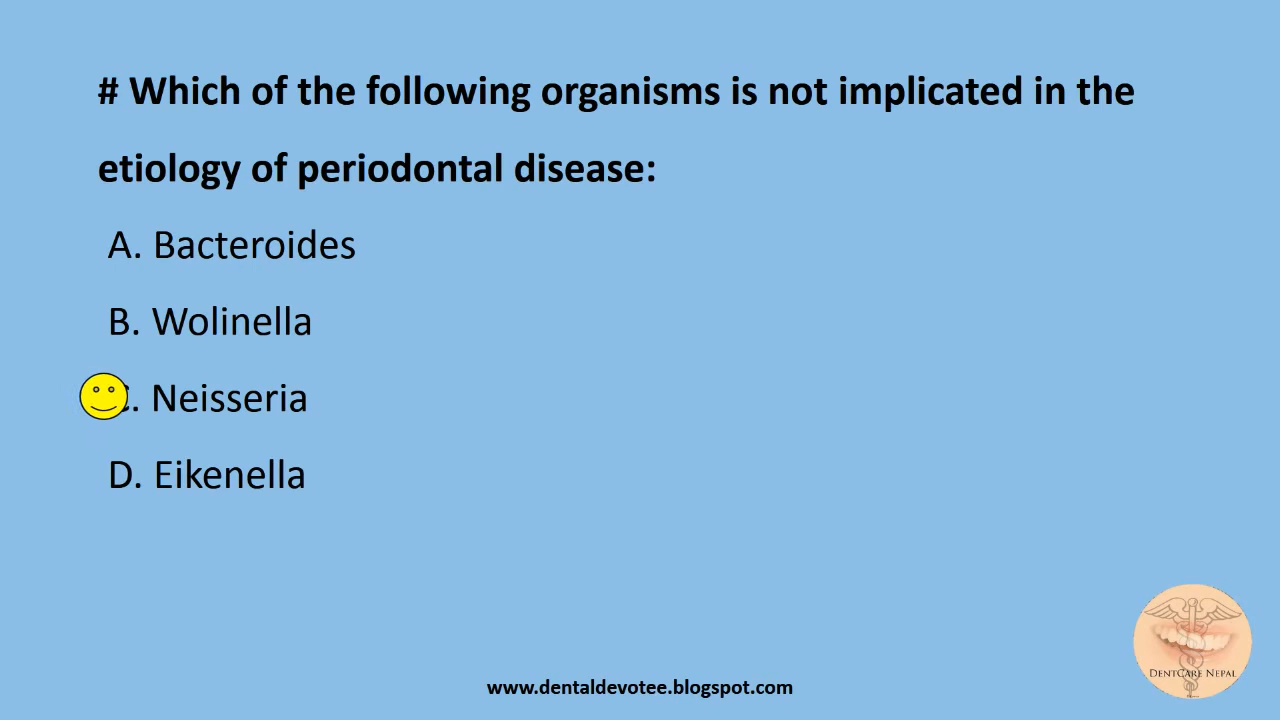 # Which of the following organisms is not implicated in the
etiology of periodontal disease:
A. Bacteroides
B. Wolinella
C. Neisseria
D. Eikenella
DENTCARE NEPAL
www.dentaldevotee.blogspot.com